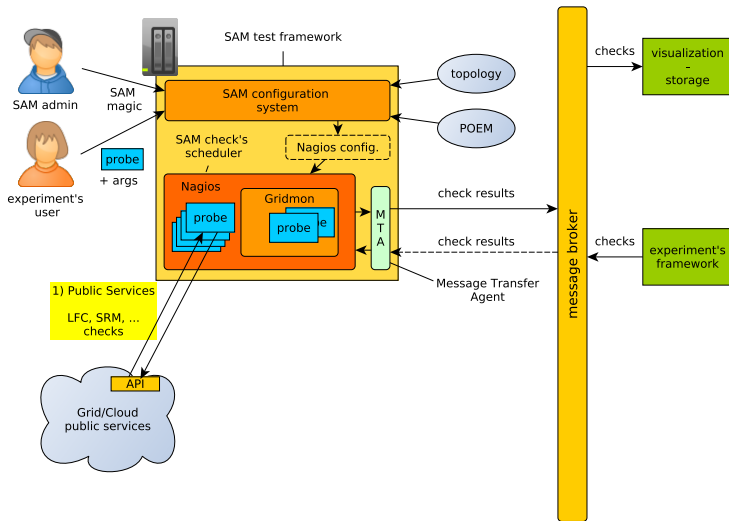 SAM test framework
SAM admin
SAM
magic
experiment's
user
probe
+ args
SAM configuration
system
topology
POEM
Nagios config.
SAM check's
scheduler
Nagios
probe
Gridmon
probe
be
M
T
A
check results
check results
Message Transfer
Agent
message broker
checks
visualization
–
storage
checks
experiment's
framework
1) Public Services
LFC, SRM, ...
checks
API
Grid/Cloud
public services